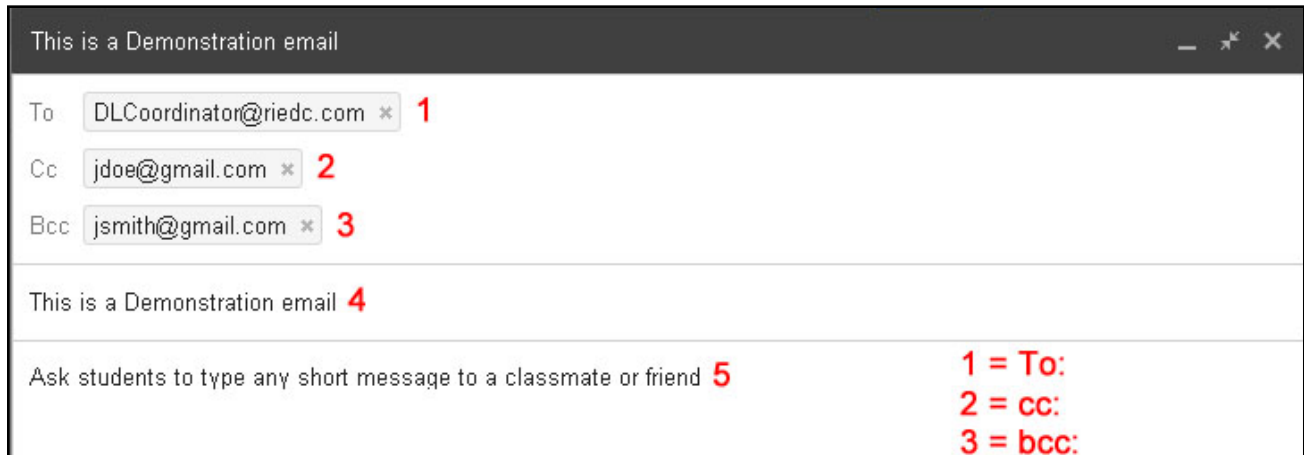 This is a Demonstration email
To DLCoordinator@riedc.com × 1
Cc jdoe@gmail.com × 2
Bcc jsmith@gmail.com × 3
This is a Demonstration email 4
Ask students to type any short message to a classmate or friend 5
1 = To:
2 = cc:
3 = bcc: